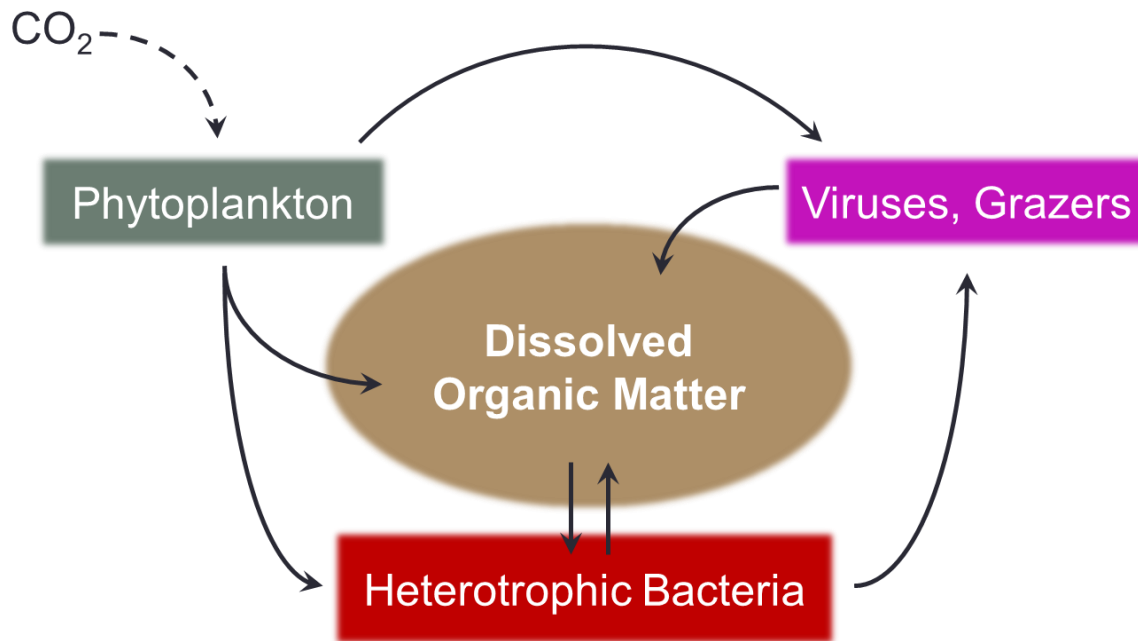 CO₂
Phytoplankton
Viruses, Grazers
Dissolved
Organic Matter
Heterotrophic Bacteria